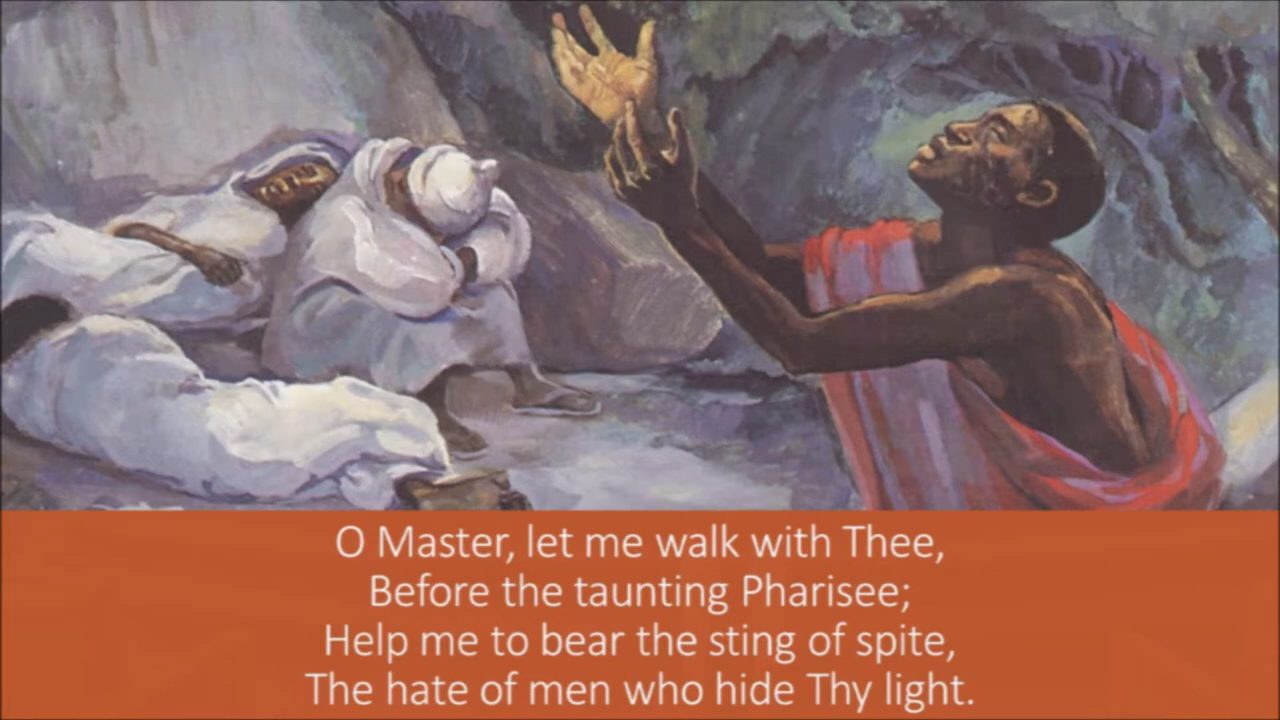 O Master, let me walk with Thee,
Before the taunting Pharisee;
Help me to bear the sting of spite,
The hate of men who hide Thy light.